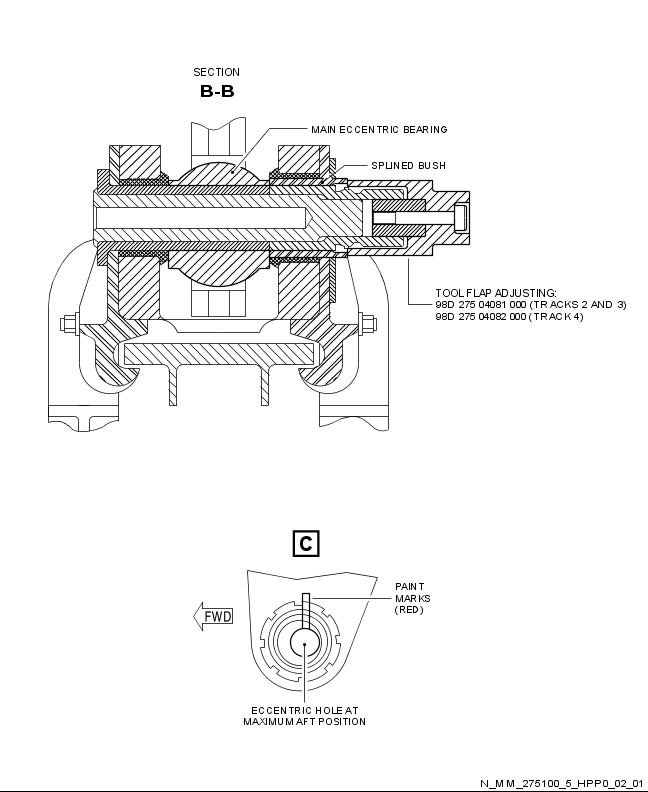 SECTION
B-B
MAIN ECCENTRIC BEARING
SPLINED BUSH
TOOL FLAP ADJUSTING:
98D 275 04081 000 (TRACKS 2 AND 3)
98D 275 04082 000 (TRACK 4)
C
PAINT
MARKS
(RED)
FWD
ECCENTRIC HOLE AT
MAXIMUM AFT POSITION
N_MM_275100_5_HPP0_02_01